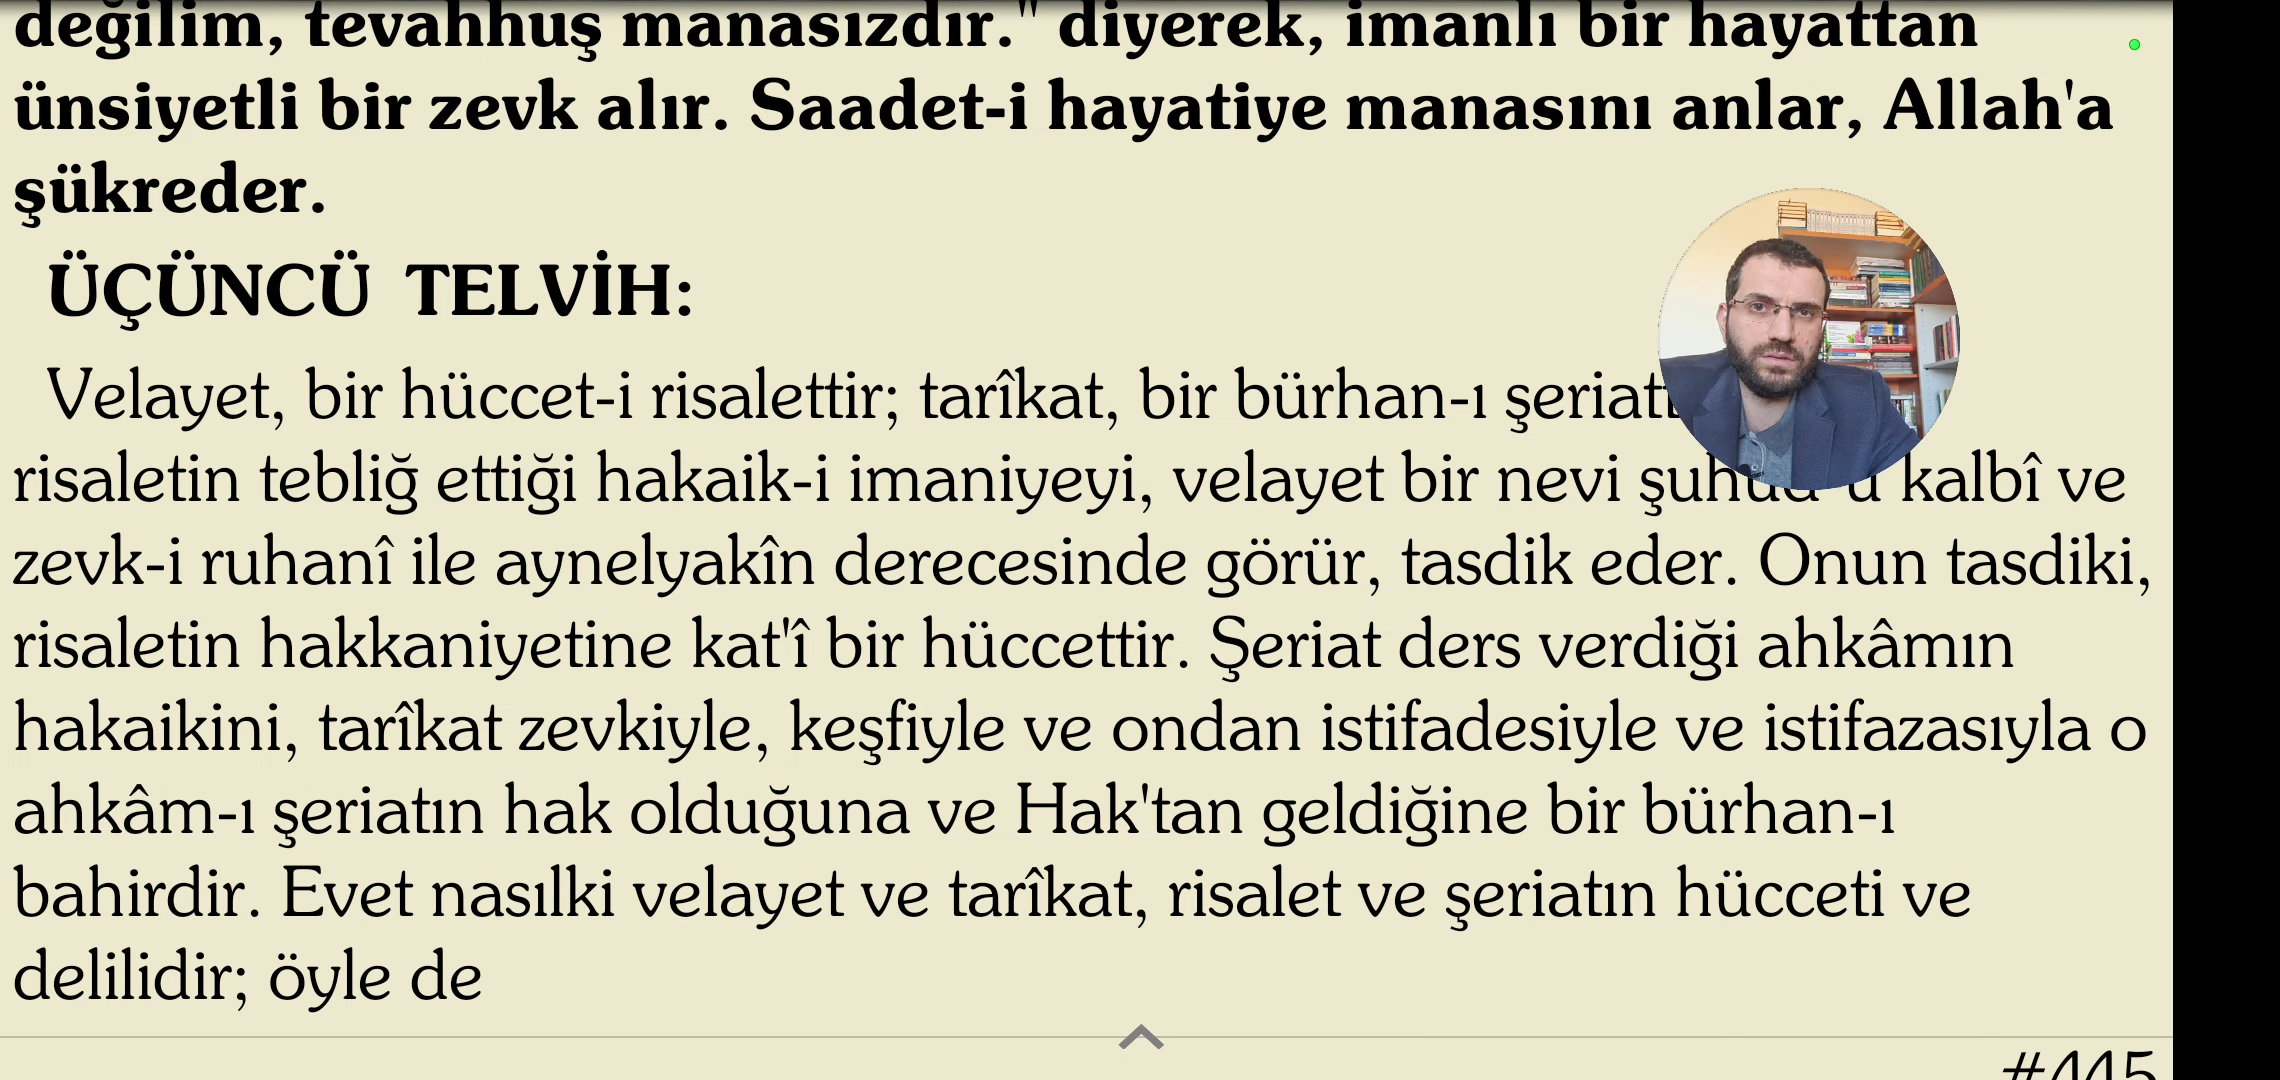 değilim, tevahhuş manasızdır." diyerek, imanlı bir hayattan
ünsiyetli bir zevk alır. Saadet-i hayatiye manasını anlar, Allah'a
şükreder.
ÜÇÜNCÜ TELVİH:
Velayet, bir hüccet-i risalettir; tarîkat, bir bürhan-ı
risaletin tebliğ ettiği hakaik-i imaniyeyi, velayet bir nevi kalbî ve
zevk-i ruhanî ile aynelyakîn derecesinde görür, tasdik eder. Onun tasdiki,
risaletin hakkaniyetine kat'î bir hüccettir. Şeriat ders verdiği ahkâmın
hakaikini, tarîkat zevkiyle, keşfiyle ve ondan istifadesiyle ve istifazasıyla o
ahkâm-ı şeriatın hak olduğuna ve Hak'tan geldiğine bir bürhan-ı
bahirdir. Evet nasılki velayet ve tarîkat, risalet ve şeriatın hücceti ve
delilidir; öyle de
#445